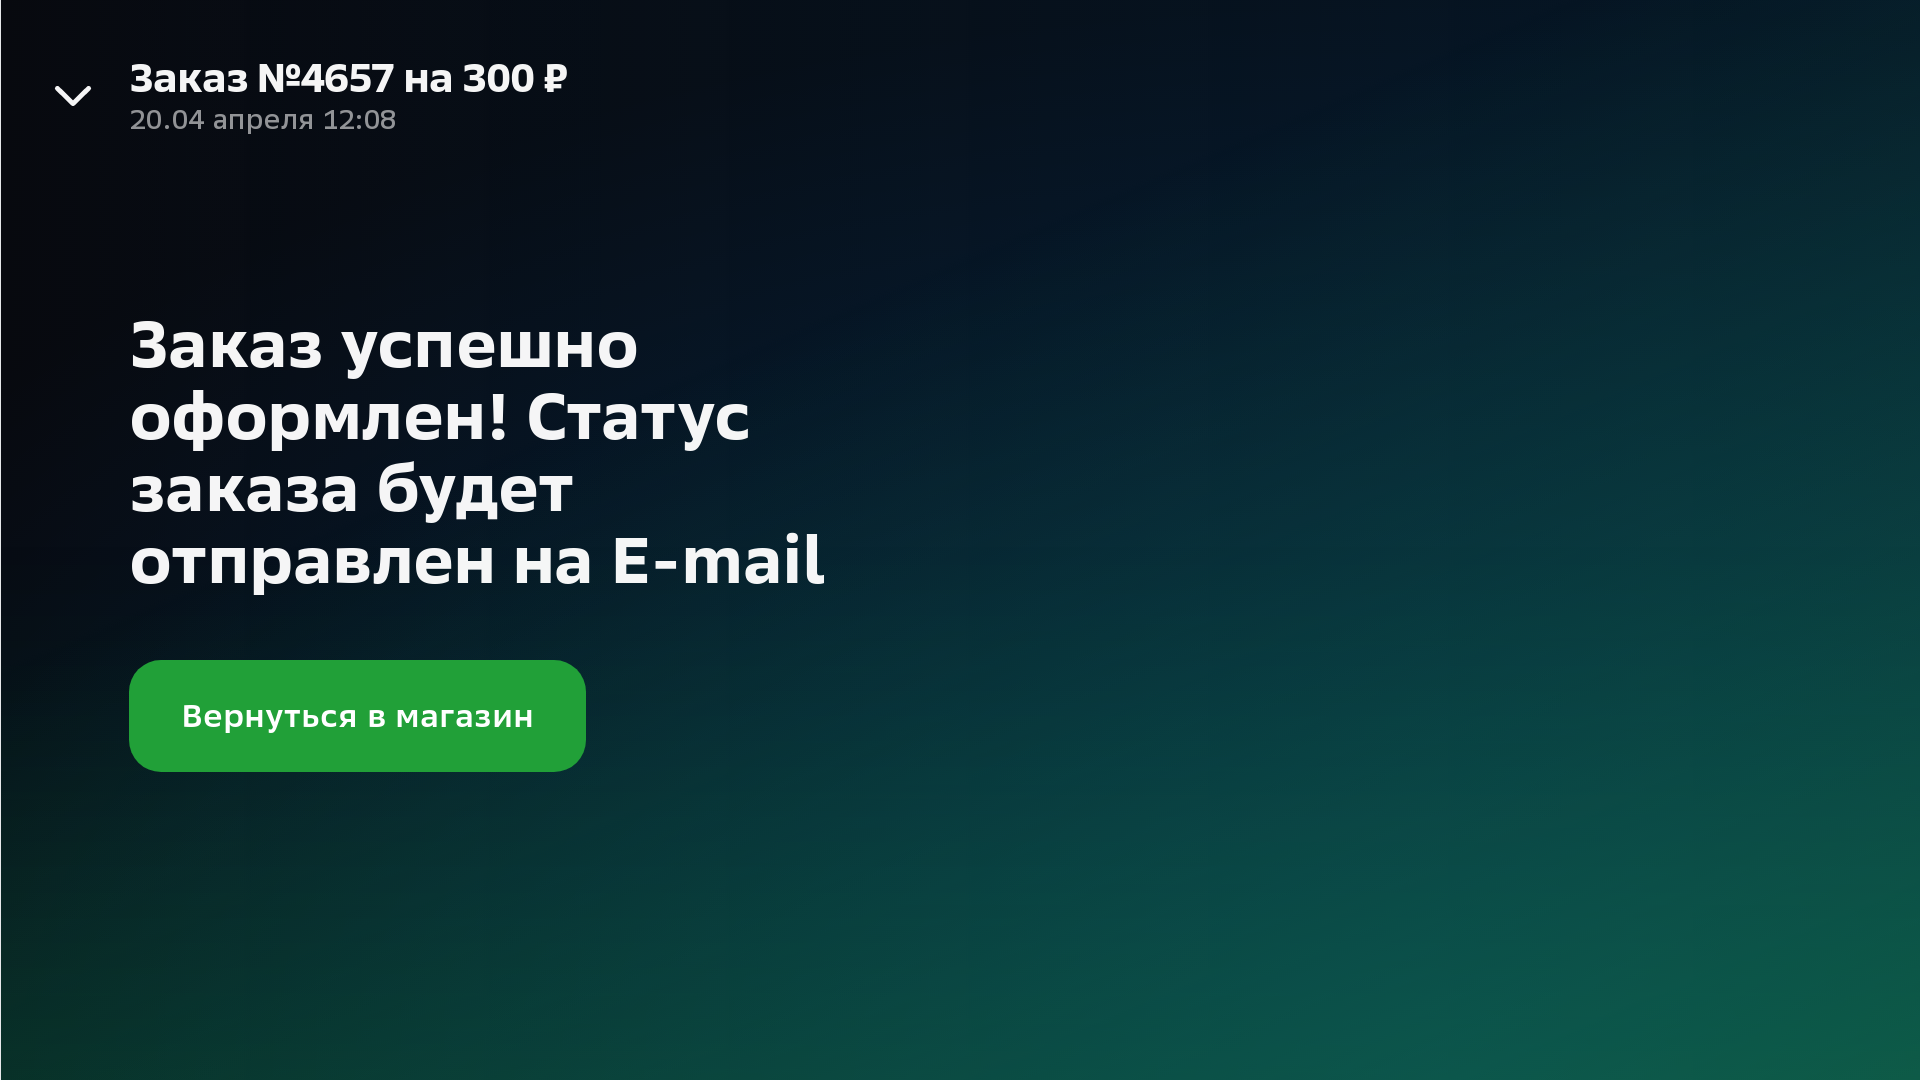 Заказ №4657 на 300 ₽
20.04 апреля 12:08
Заказ успешно
оформлен! Статус
заказа будет
отправлен на E-mail
Вернуться в магазин